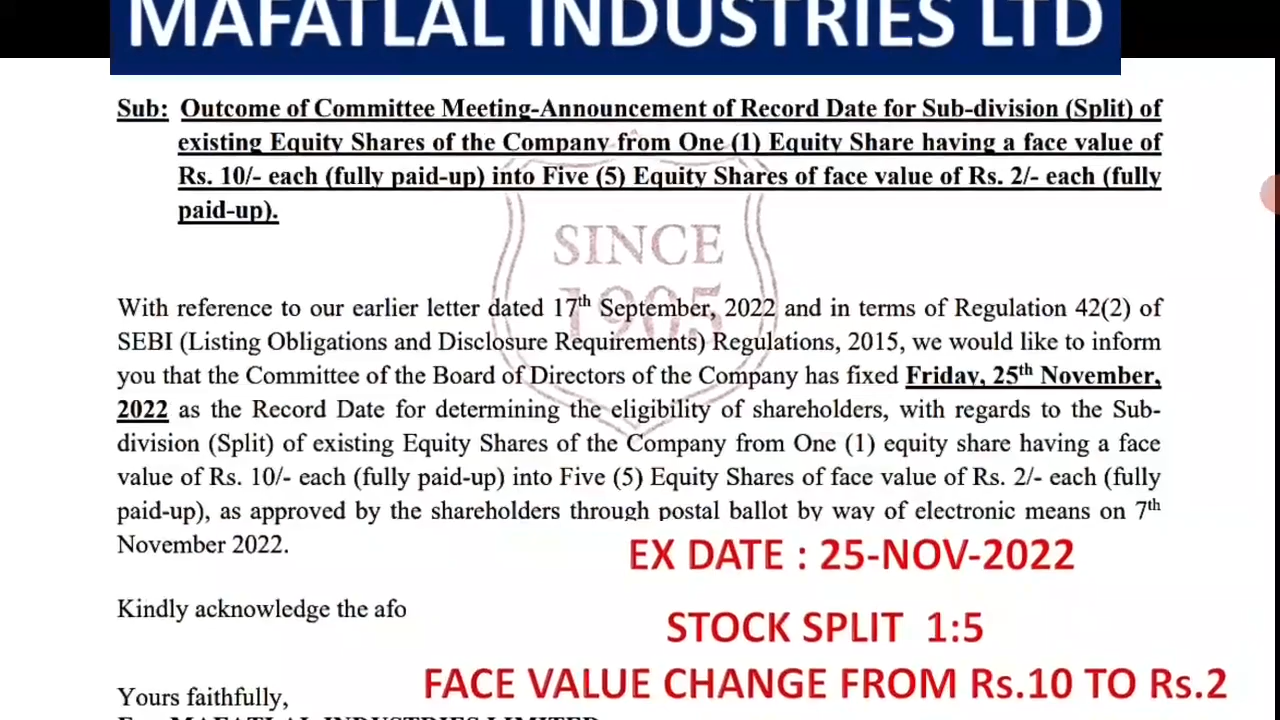 MAFATLAL INDUSTRIES LTD
Sub: Outcome of Committee Meeting-Announcement of Record Date for Sub-division (Split) of
existing Equity Shares of the Company from One (1) Equity Share having a face value of
Rs. 10/- each (fully paid-up) into Five (5) Equity Shares of face value of Rs. 2/- each (fully
paid-up).
SINCE
1905
With reference to our earlier letter dated 17th September, 2022 and in terms of Regulation 42(2) of
SEBI (Listing Obligations and Disclosure Requirements) Regulations, 2015, we would like to inform
you that the Committee of the Board of Directors of the Company has fixed Friday, 25th November,
2022 as the Record Date for determining the eligibility of shareholders, with regards to the Sub-
division (Split) of existing Equity Shares of the Company from One (1) equity share having a face
value of Rs. 10/- each (fully paid-up) into Five (5) Equity Shares of face value of Rs. 2/- each (fully
paid-up), as approved by the shareholders through postal ballot by way of electronic means on 7th
November 2022.
EX DATE : 25-NOV-2022
Kindly acknowledge the afo
STOCK SPLIT 1:5
FACE VALUE CHANGE FROM Rs.10 TO Rs.2
Yours faithfully,
For MAFATLAL INDUSTRIES LIMITED